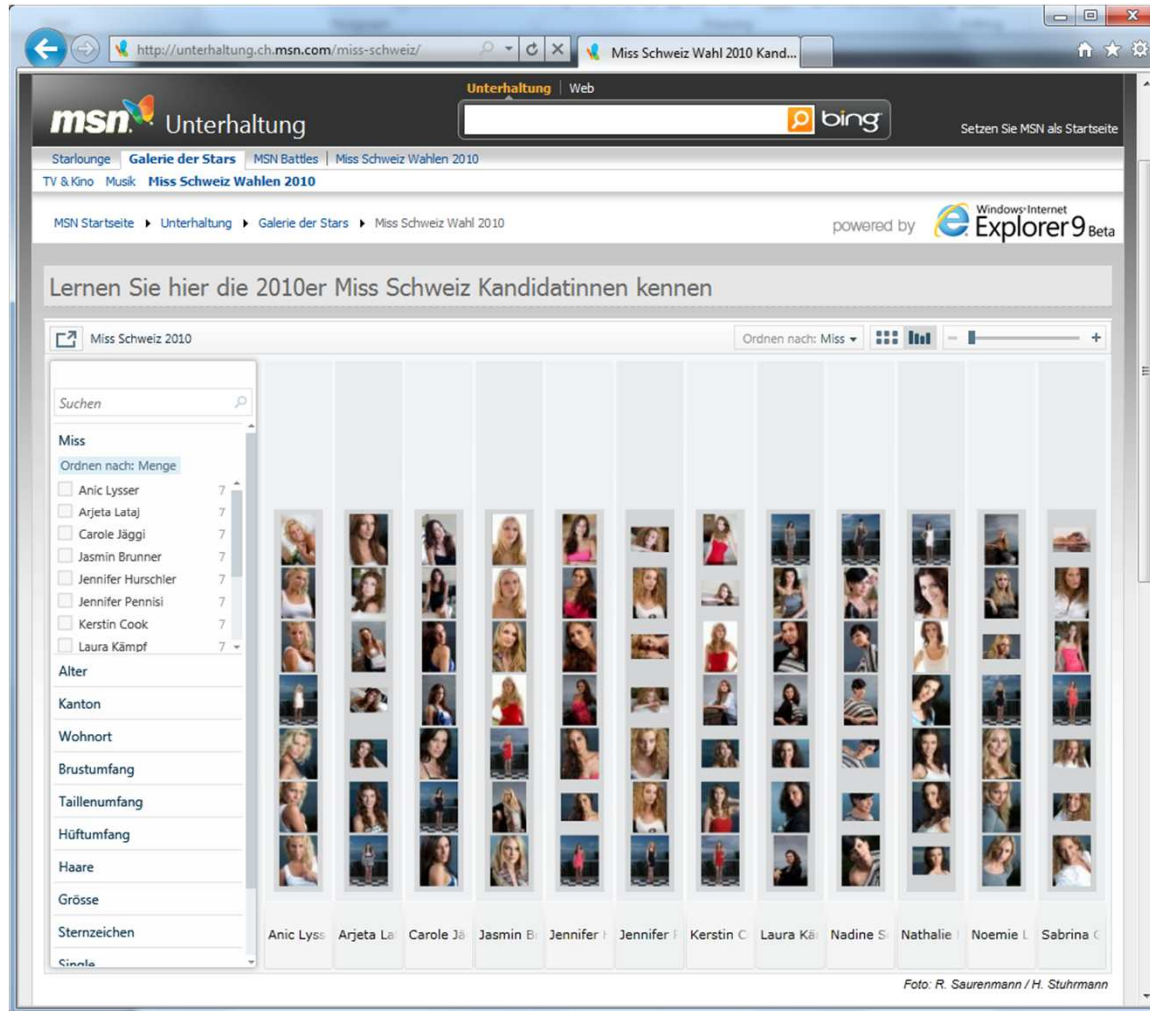 http://unterhaltung.ch.msn.com/miss-schweiz/
Miss Schweiz Wahl 2010 Kand...
Unterhaltung | Web
msn Unterhaltung
bing
Setzen Sie MSN als Startseite
Starlounge Galerie der Stars MSN Battles | Miss Schweiz Wahlen 2010
TV & Kino Musik Miss Schweiz Wahlen 2010
MSN Startseite Unterhaltung Galerie der Stars Miss Schweiz Wahl 2010
powered by Windows Internet Explorer 9 Beta
Lernen Sie hier die 2010er Miss Schweiz Kandidatinnen kennen
Miss Schweiz 2010
Ordnen nach: Miss
Suchen
Miss
Ordnen nach: Menge
Anic Lysser 7
Arjeta Lataj 7
Carole Jäggi 7
Jasmin Brunner 7
Jennifer Hurschler 7
Jennifer Pennisi 7
Kerstin Cook 7
Laura Kämpf 7
Alter
Kanton
Wohnort
Brustumfang
Taillenumfang
Hüftumfang
Haare
Grösse
Sternzeichen
Single
Anic Lyss Arjeta La Carole Jä Jasmin B Jennifer H Jennifer P Kerstin C Laura Kä Nadine S Nathalie Noemie L Sabrina G
Foto: R. Saurenmann / H. Stuhrmann